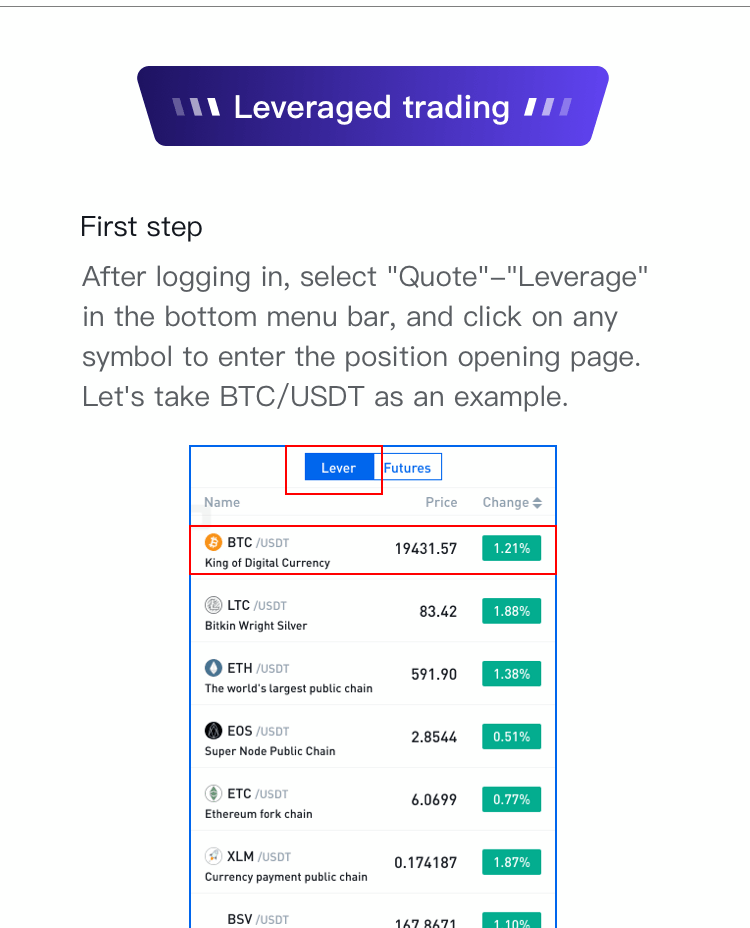 Leveraged trading
First step
After logging in, select "Quote"-"Leverage"
in the bottom menu bar, and click on any
symbol to enter the position opening page.
Let's take BTC/USDT as an example.
Lever Futures
Name Price Change
BTC /USDT 19431.57 1.21%
King of Digital Currency
LTC /USDT 83.42 1.88%
Bitkin Wright Silver
ETH /USDT 591.90 1.38%
The world's largest public chain
EOS /USDT 2.8544 0.51%
Super Node Public Chain
ETC /USDT 6.0699 0.77%
Ethereum fork chain
XLM /USDT 0.174187 1.87%
Currency payment public chain
BSV /USDT 167.8671 1.10%